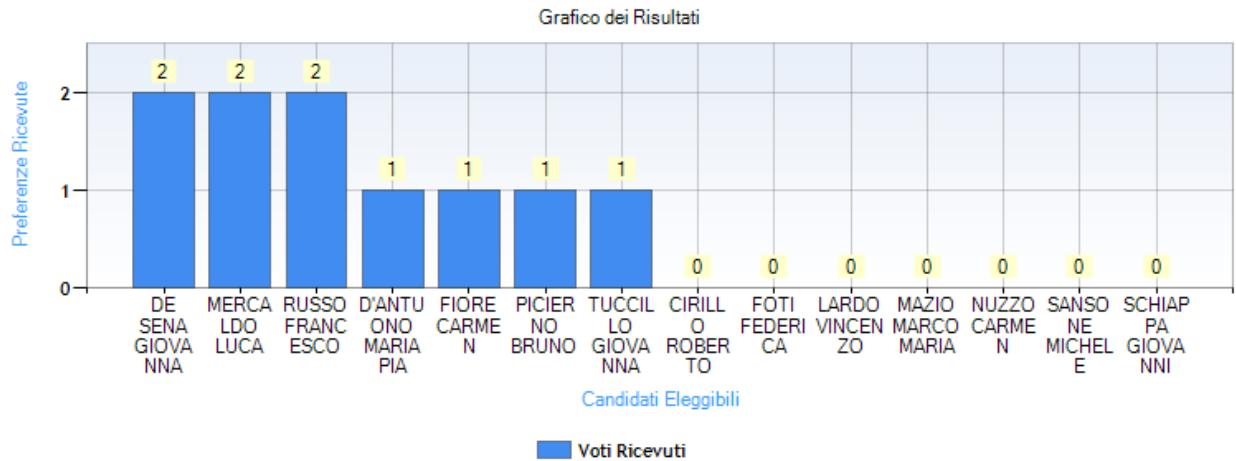 Grafico dei Risultati
Preferenze Ricevute
2
1
0
2
2
2
1
1
1
1
0
0
0
0
0
0
0
DE
SENA
GIOVA
NNA
MERCA
LDO
LUCA
RUSSO
FRANC
ESCO
D'ANTU
ONO
MARIA
PIA
FIORE
CARME
N
PICIER
NO
BRUNO
TUCCIL
LO
GIOVA
NNA
CIRILL
O
ROBER
TO
FOTI
FEDERI
CA
LARDO
VINCEN
ZO
MAZIO
MARCO
MARIA
NUZZO
CARME
N
SANSO
NE
MICHEL
E
SCHIAP
PA
GIOVA
NNI
Candidati Eleggibili
Voti Ricevuti